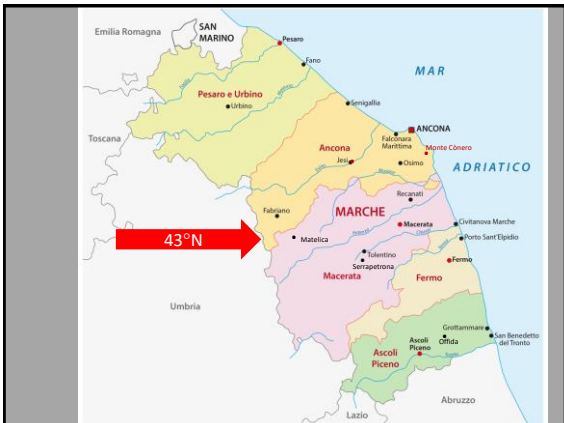 Emilia Romagna
SAN
MARINO
Pesaro
Fano
MAR
Pesaro e Urbino
Urbino
Senigallia
Toscana
ANCONA
Falconara
Marittima
Monte Cònero
Ancona
Jesi
Osimo
ADRIATICO
Recanati
Fabriano
MARCHE
Macerata
Civitanova Marche
43°N
Matelica
Porto Sant'Elpidio
Tolentino
Serrapetrona
Fermo
Macerata
Fermo
Umbria
Grottammare
San Benedetto
del Tronto
Offida
Ascoli
Piceno
Ascoli
Piceno
Abruzzo
Lazio